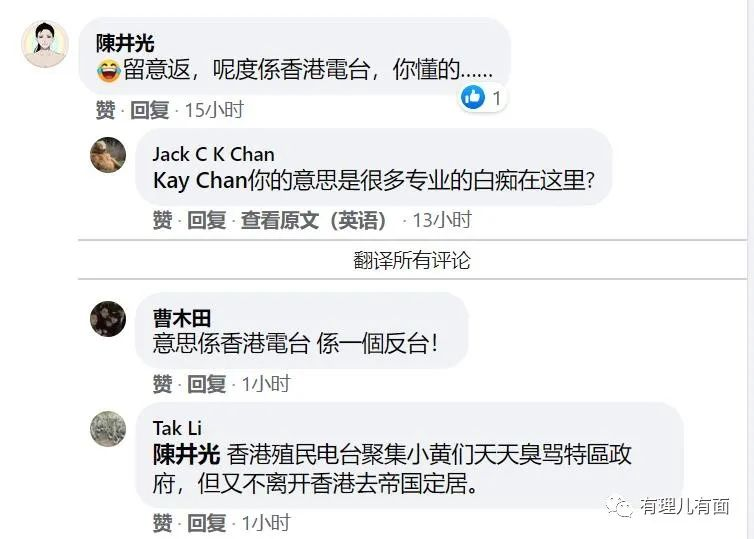 陳井光
😂留意返，呢度係香港電台，你懂的......
1
赞 · 回复 · 15小时
Jack C K Chan
Kay Chan你的意思是很多专业的白痴在这里?
赞 · 回复 · 查看原文（英语） · 13小时
翻译所有评论
曹木田
意思係香港電台 係一個反台！
赞 · 回复 · 1小时
Tak Li
陳井光 香港殖民电台聚集小黄们天天臭骂特區政
府，但又不离开香港去帝国定居。
赞 · 回复 · 1小时
有理儿有面